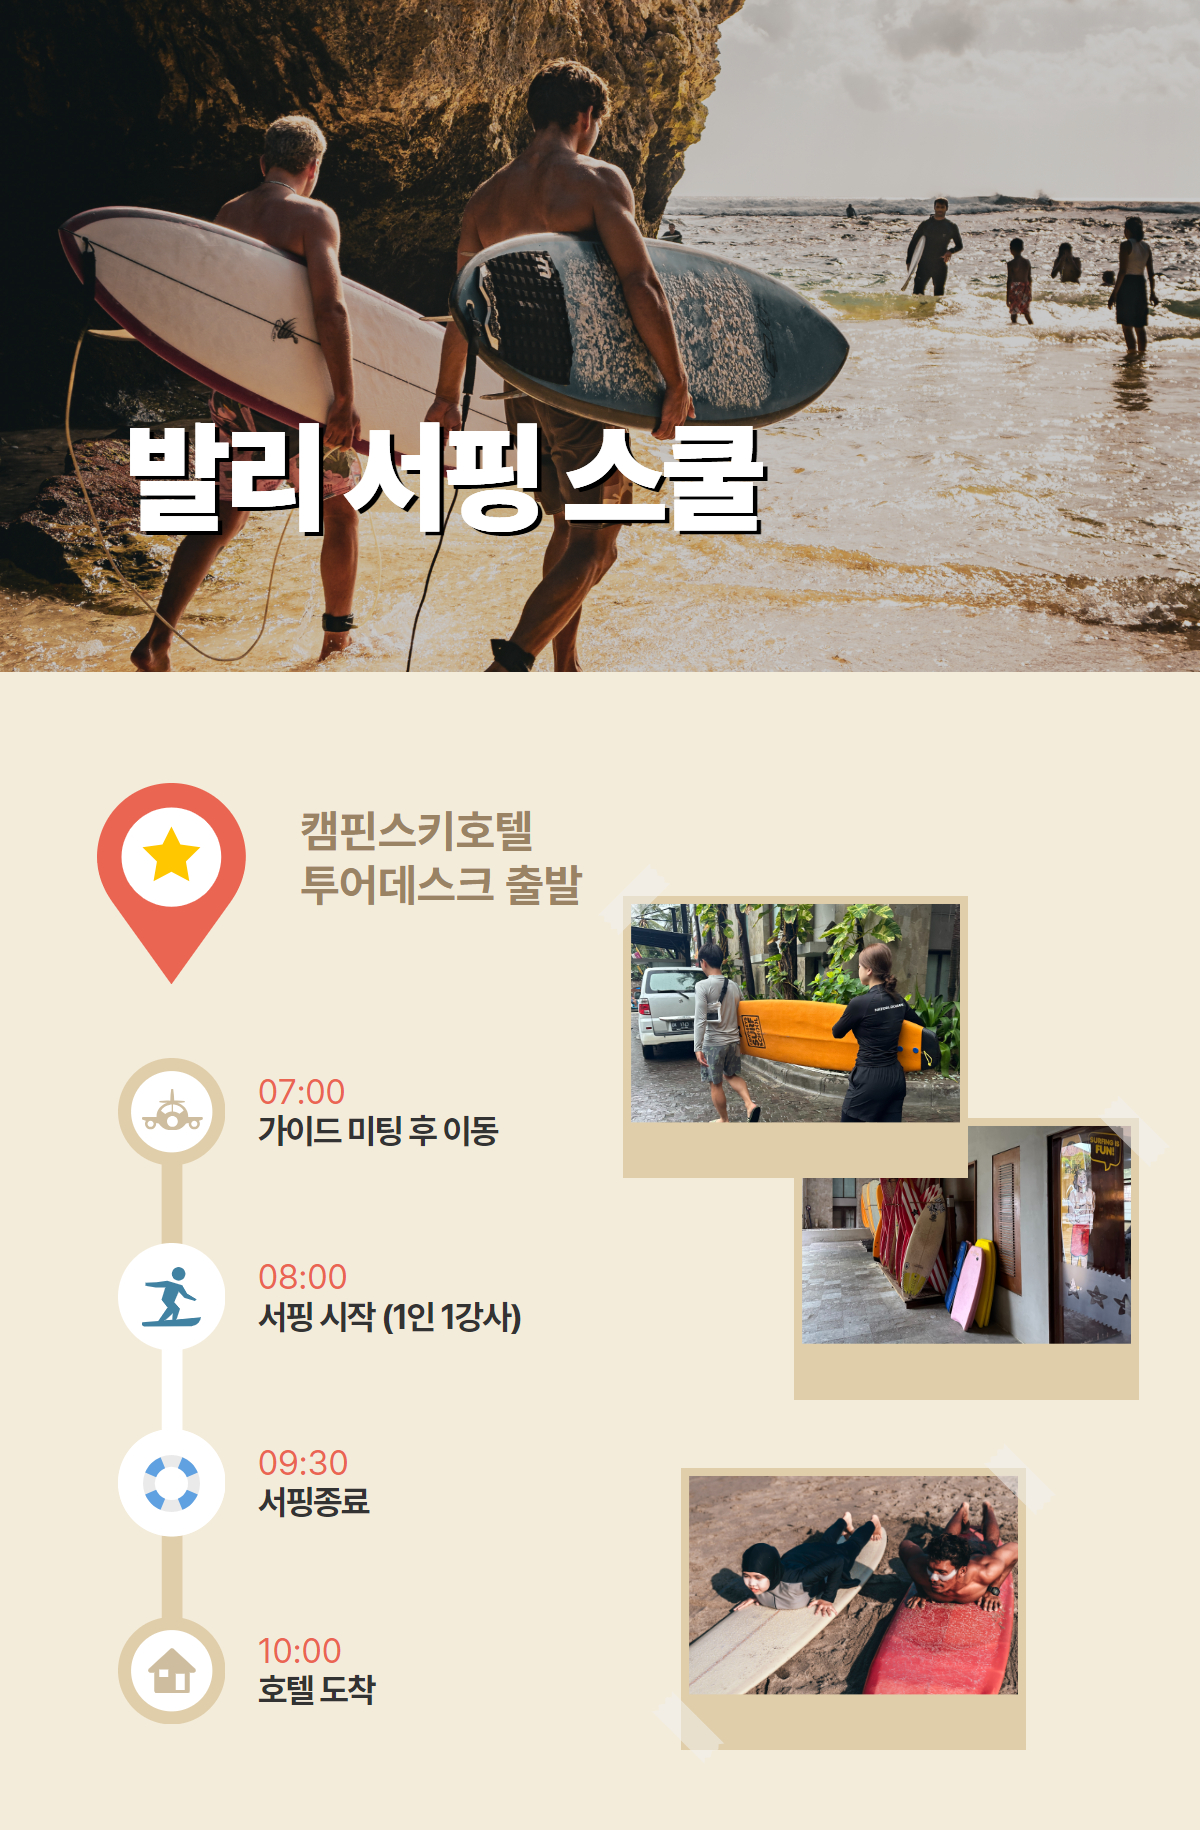 발리 서핑 스쿨
캠핀스키호텔
투어데스크 출발
07:00
가이드 미팅 후 이동
08:00
서핑 시작 (1인 1강사)
09:30
서핑종료
10:00
호텔 도착
SURFING IS
FUN!